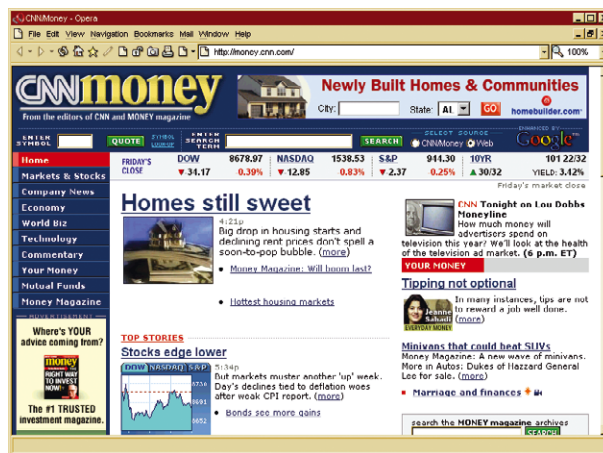 CNN/Money - Opera
File Edit View Navigation Bookmarks Mail Window Help
http://money.cnn.com/
100%
CNNmoney
From the editors of CNN and MONEY magazine
Newly Built Homes & Communities
City: State: AL GO homebuilder.com
ENTER SYMBOL QUOTE SYMBOL LOOKUP ENTER SEARCH TERM SEARCH SELECT SOURCE CNN/Money Web ENHANCED BY Google
Home
Markets & Stocks
Company News
Economy
World Biz
Technology
Commentary
Your Money
Mutual Funds
Money Magazine
ADVERTISEMENT
Where's YOUR
advice coming from?
money
RIGHT WAY
TO INVEST
NOW!
The #1 TRUSTED
investment magazine.
FRIDAY'S CLOSE
DOW 8678.97 NASDAQ 1538.53 S&P 944.30 10YR 101 22/32
▼ 34.17 0.39% ▼ 12.85 0.83% ▼ 2.37 0.25% ▲ 30/32 YIELD: 3.42%
Friday's market close
Homes still sweet
4:21p
Big drop in housing starts and
declining rent prices don't spell a
soon-to-pop bubble. (more)
• Money Magazine: Will boom last?
• Hottest housing markets
TOP STORIES
Stocks edge lower
DOW NASDAQ S&P
8730
8691
8652
5:34p
But markets muster another 'up' week.
Day's declines tied to deflation woes
after weak CPI report. (more)
• Bonds see more gains
CNN Tonight on Lou Dobbs
Moneyline
How much money will
advertisers spend on
television this year? We'll look at the health
of the television ad market. (6 p.m. ET)
YOUR MONEY
Tipping not optional
Jeanne
Sahadi
EVERYDAY MONEY
In many instances, tips are not
to reward a job well done.
(more)
Minivans that could beat SUVs
Money Magazine: A new wave of minivans.
More in Autos: Dukes of Hazzard General
Lee for sale. (more)
Marriage and finances
search the MONEY magazine archives
SEARCH